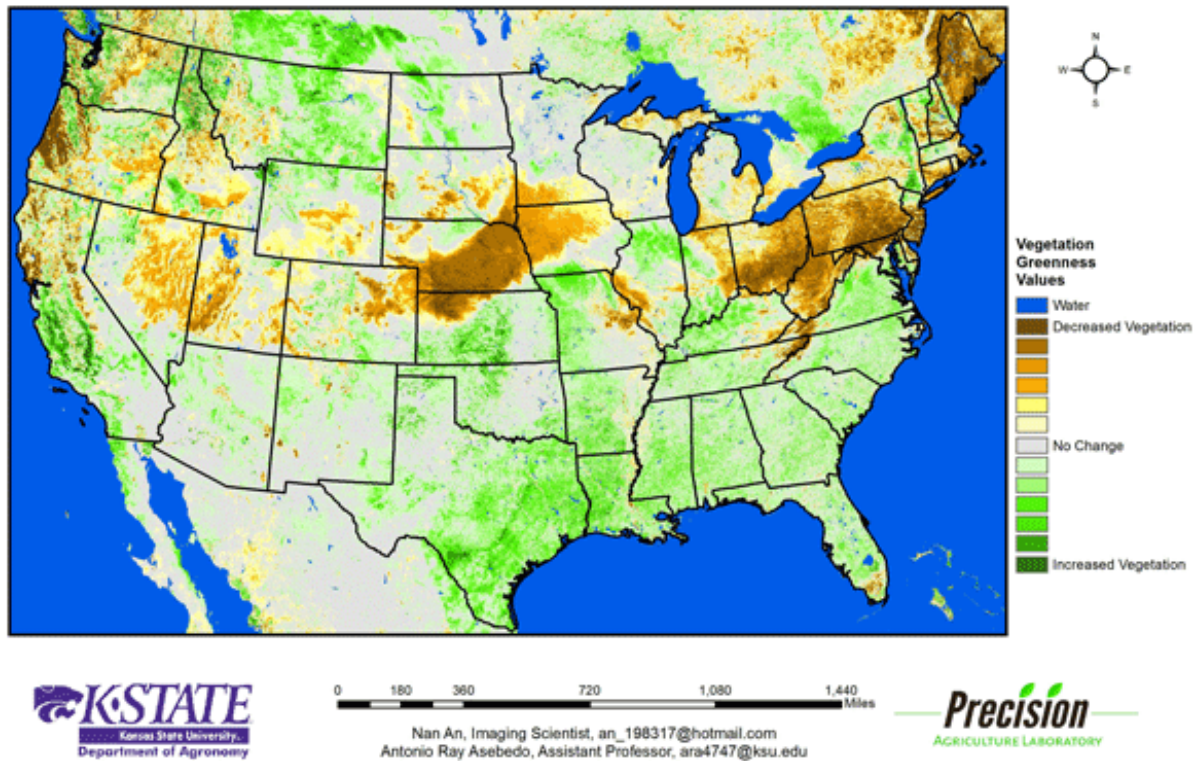 N
W E
S
Vegetation
Greenness
Values
Water
Decreased Vegetation
No Change
Increased Vegetation
K-STATE
Kansas State University
Department of Agronomy
0 180 360 720 1,080 1,440
Miles
Nan An, Imaging Scientist, an_198317@hotmail.com
Antonio Ray Asebedo, Assistant Professor, ara4747@ksu.edu
Precision
AGRICULTURE LABORATORY